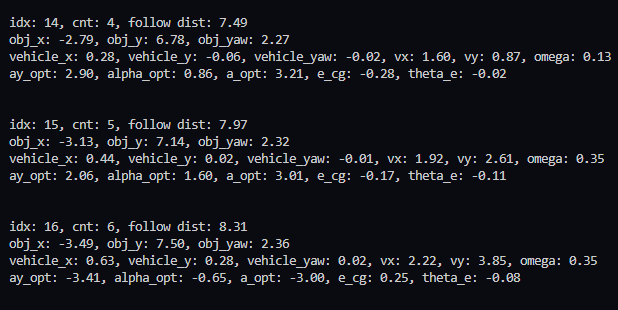 idx: 14, cnt: 4, follow dist: 7.49
obj_x: -2.79, obj_y: 6.78, obj_yaw: 2.27
vehicle_x: 0.28, vehicle_y: -0.06, vehicle_yaw: -0.02, vx: 1.60, vy: 0.87, omega: 0.13
ay_opt: 2.90, alpha_opt: 0.86, a_opt: 3.21, e_cg: -0.28, theta_e: -0.02
idx: 15, cnt: 5, follow dist: 7.97
obj_x: -3.13, obj_y: 7.14, obj_yaw: 2.32
vehicle_x: 0.44, vehicle_y: 0.02, vehicle_yaw: -0.01, vx: 1.92, vy: 2.61, omega: 0.35
ay_opt: 2.06, alpha_opt: 1.60, a_opt: 3.01, e_cg: -0.17, theta_e: -0.11
idx: 16, cnt: 6, follow dist: 8.31
obj_x: -3.49, obj_y: 7.50, obj_yaw: 2.36
vehicle_x: 0.63, vehicle_y: 0.28, vehicle_yaw: 0.02, vx: 2.22, vy: 3.85, omega: 0.35
ay_opt: -3.41, alpha_opt: -0.65, a_opt: -3.00, e_cg: 0.25, theta_e: -0.08